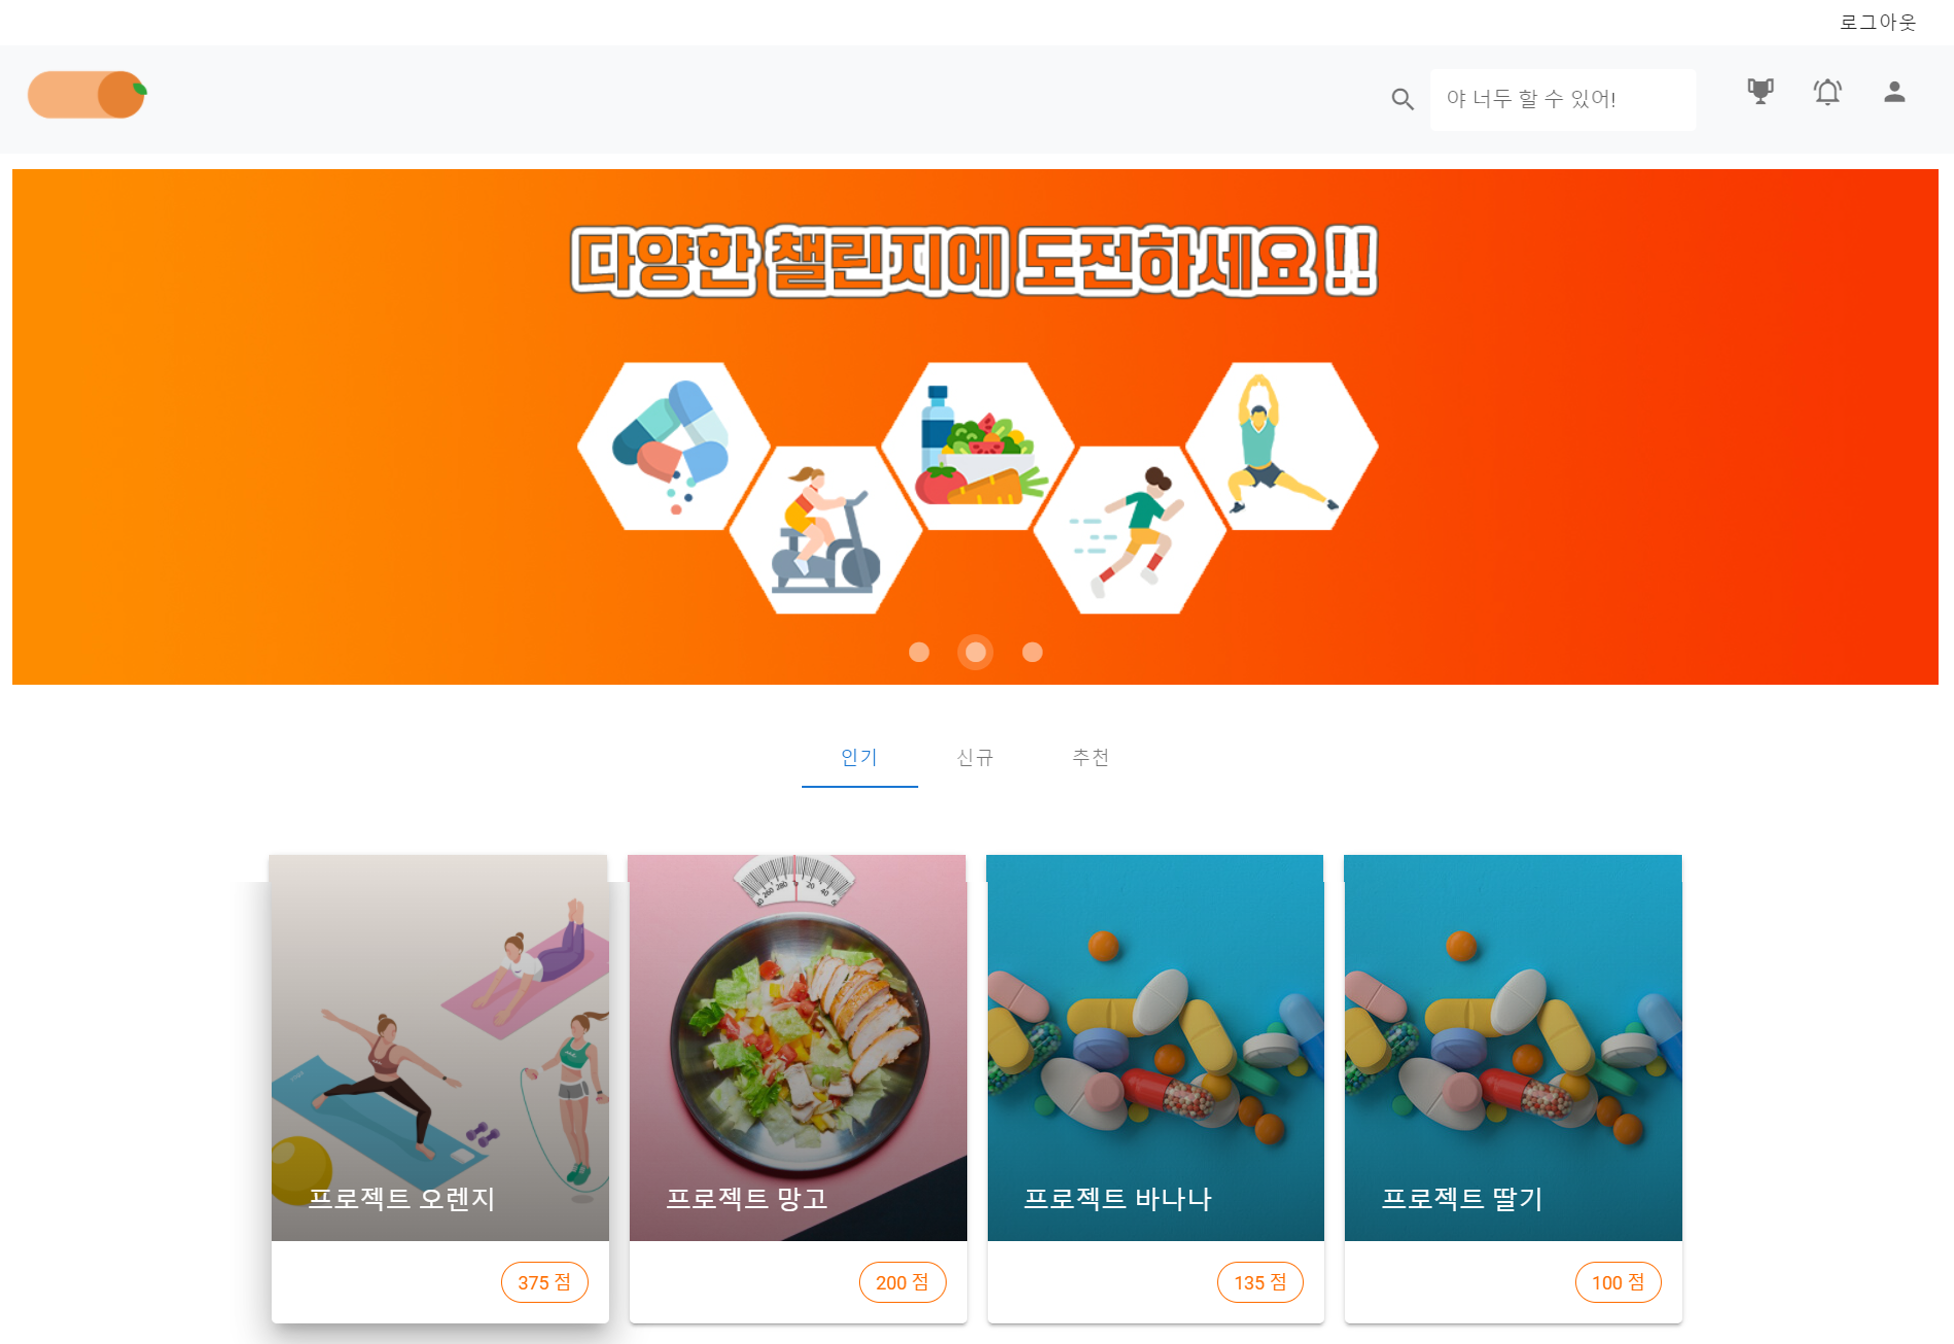 로그아웃
야 너두 할 수 있어!
다양한 챌린지에 도전하세요 !!
인기 신규 추천
프로젝트 오렌지
프로젝트 망고
프로젝트 바나나
프로젝트 딸기
375 점
200 점
135 점
100 점